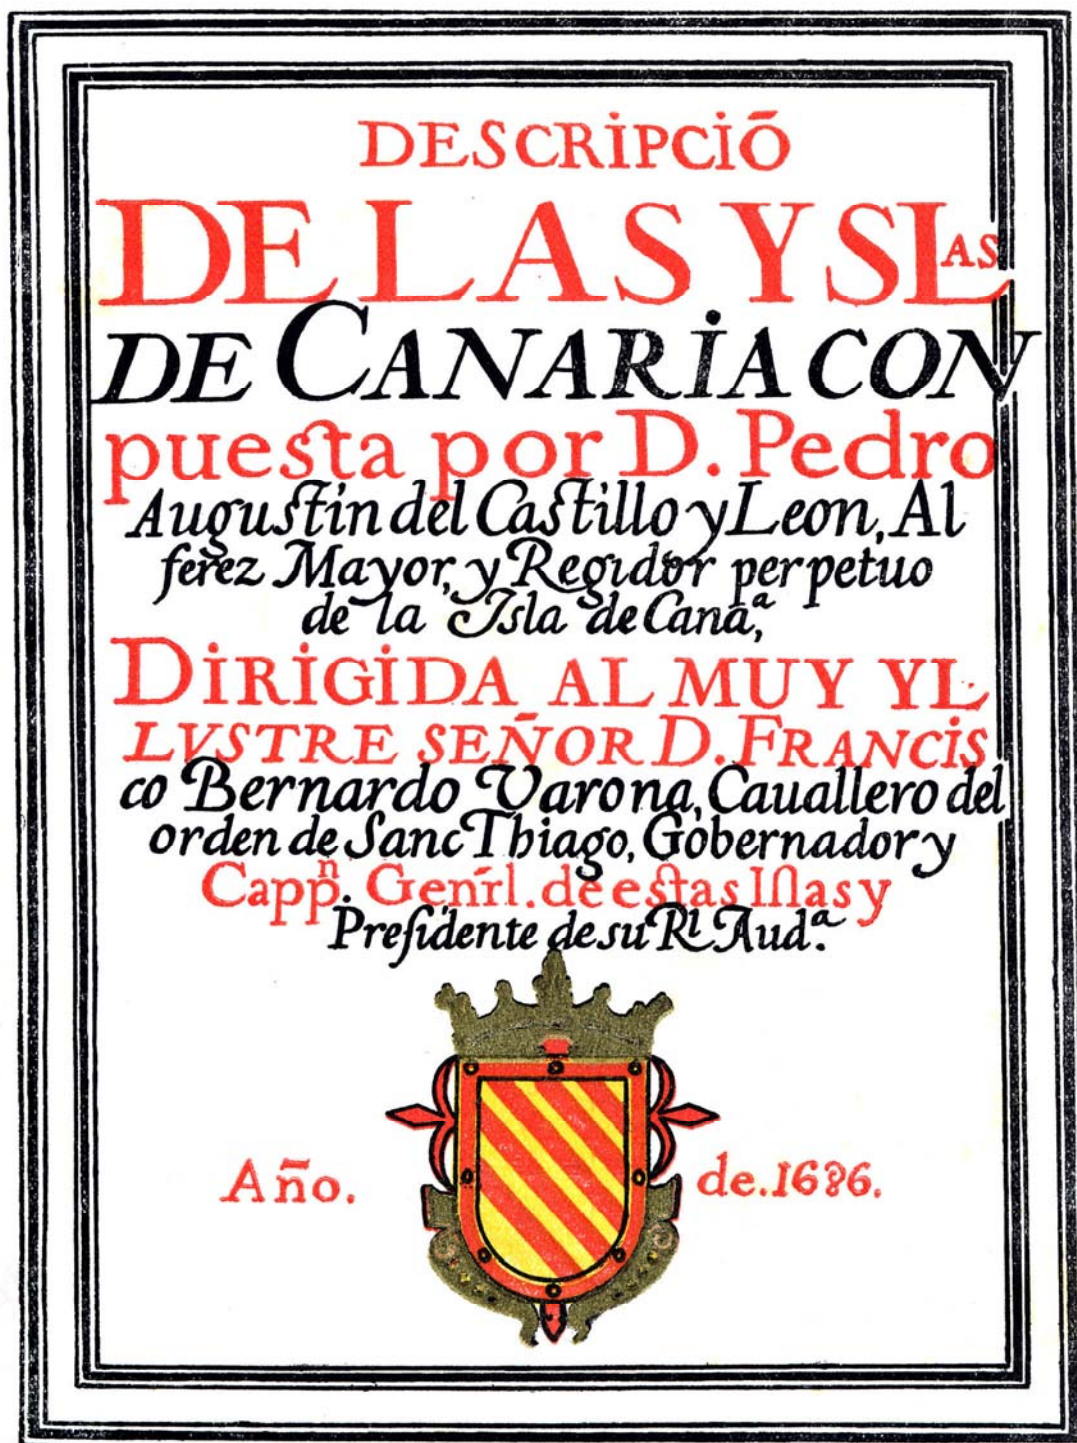 DESCRIPCIÕ
DE LAS YSLAS
DE CANARIA CON
puesta por D. Pedro
Augustin del Castillo y Leon, Al
ferez Mayor, y Regidor perpetuo
de la Isla de Canaª,
DIRIGIDA AL MUY YL
LVSTRE SEÑOR D. FRANCIS
co Bernardo Varona, Cauallero del
orden de Sanc Thiago, Gobernador y
Cappⁿ. Genrl. de estas Islas y
Presidente de su Rˡ Audª.
Año. de. 1686.